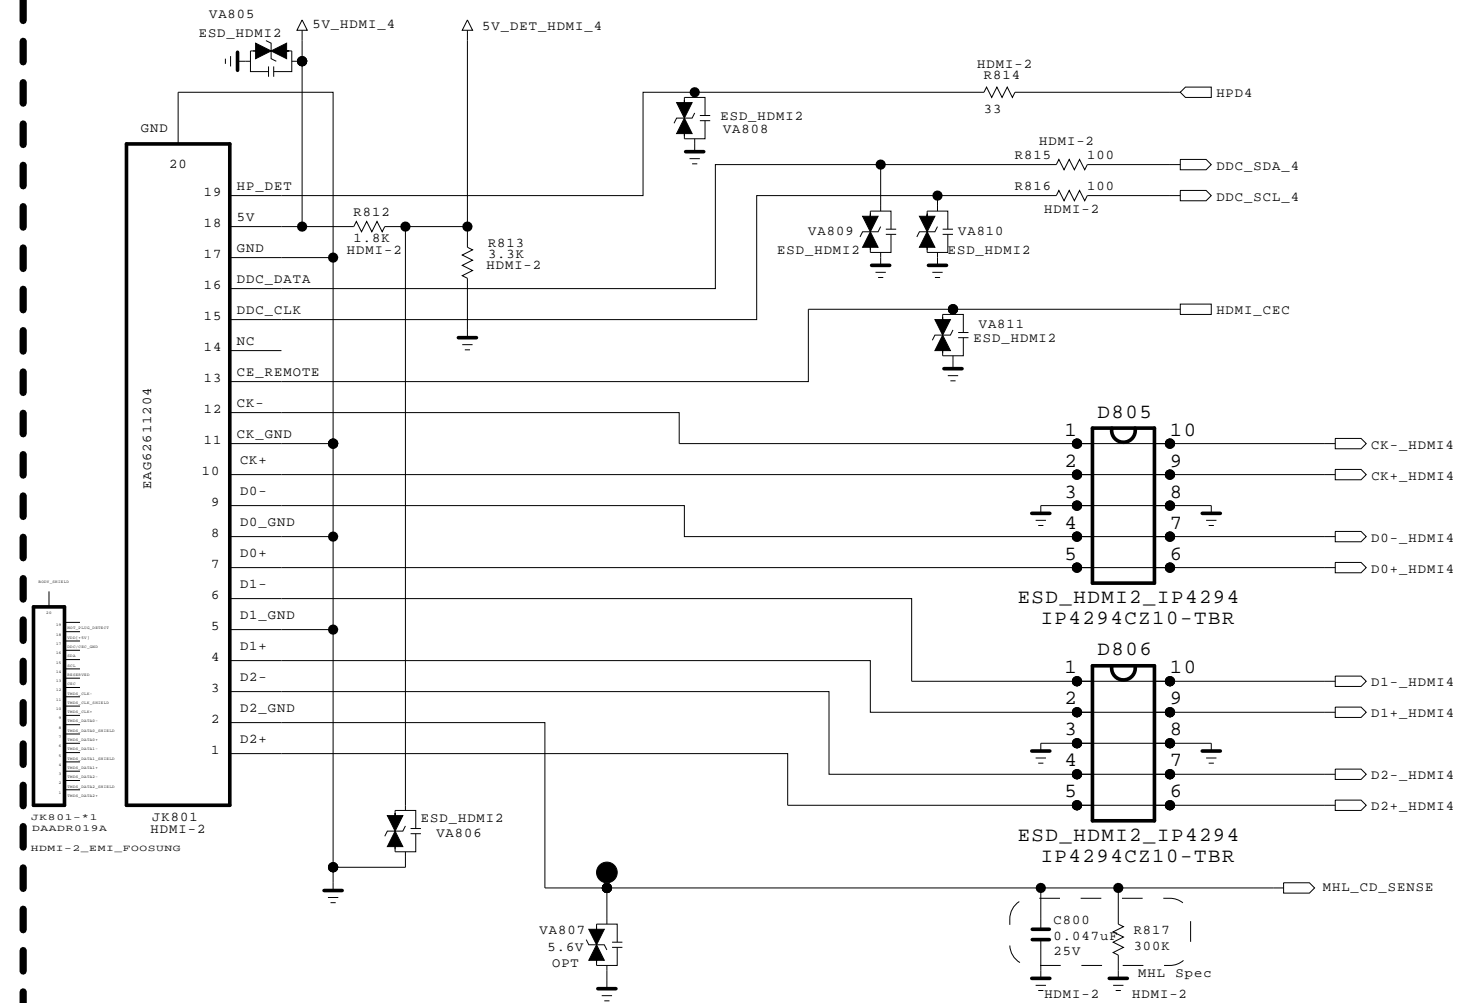 VA805
ESD_HDMI2
5V_HDMI_4
5V_DET_HDMI_4
HDMI-2
R814
33
HPD4
ESD_HDMI2
VA808
GND
20
HDMI-2
R815 100
DDC_SDA_4
R816 100
HDMI-2
DDC_SCL_4
19 HP_DET
18 5V
17 GND
16 DDC_DATA
15 DDC_CLK
14 NC
13 CE_REMOTE
12 CK-
11 CK_GND
10 CK+
9 D0-
8 D0_GND
7 D0+
6 D1-
5 D1_GND
4 D1+
3 D2-
2 D2_GND
1 D2+
EAG62611204
R812
1.8K
HDMI-2
R813
3.3K
HDMI-2
VA809
ESD_HDMI2
VA810
ESD_HDMI2
HDMI_CEC
VA811
ESD_HDMI2
D805
1 10
CK-_HDMI4
2 9
CK+_HDMI4
3 8
4 7
D0-_HDMI4
5 6
D0+_HDMI4
ESD_HDMI2_IP4294
IP4294CZ10-TBR
D806
1 10
D1-_HDMI4
2 9
D1+_HDMI4
3 8
4 7
D2-_HDMI4
5 6
D2+_HDMI4
ESD_HDMI2_IP4294
IP4294CZ10-TBR
JK801-*1
DAADR019A
HDMI-2_EMI_FOOSUNG
JK801
HDMI-2
ESD_HDMI2
VA806
VA807
5.6V
OPT
MHL_CD_SENSE
C800
0.047uF
25V
R817
300K
MHL Spec
HDMI-2
HDMI-2